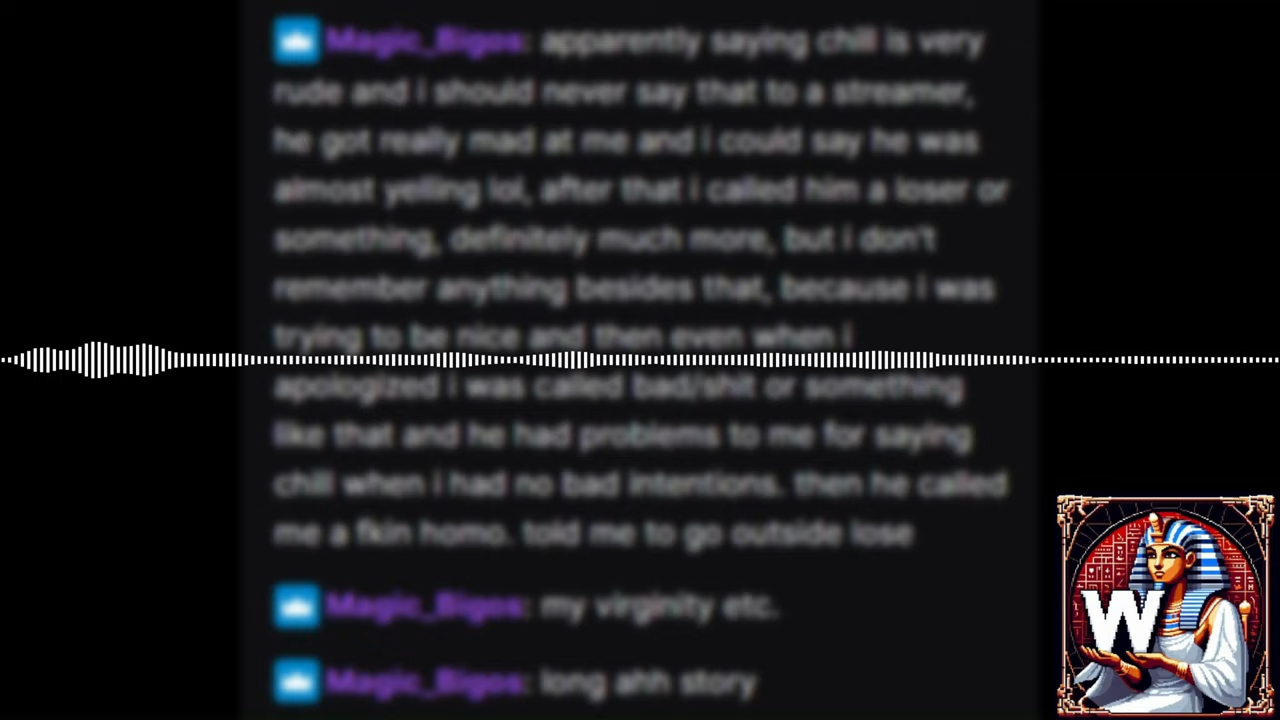 Magic_Bigos: apparently saying chill is very
rude and i should never say that to a streamer,
he got really mad at me and i could say he was
almost yelling lol, after that i called him a loser or
something, definitely much more, but i don't
remember anything besides that, because i was
trying to be nice and then even when i
apologized i was called bad/shit or something
like that and he had problems to me for saying
chill when i had no bad intentions. then he called
me a fkin homo. told me to go outside lose
Magic_Bigos: my virginity etc.
Magic_Bigos: long ahh story
W